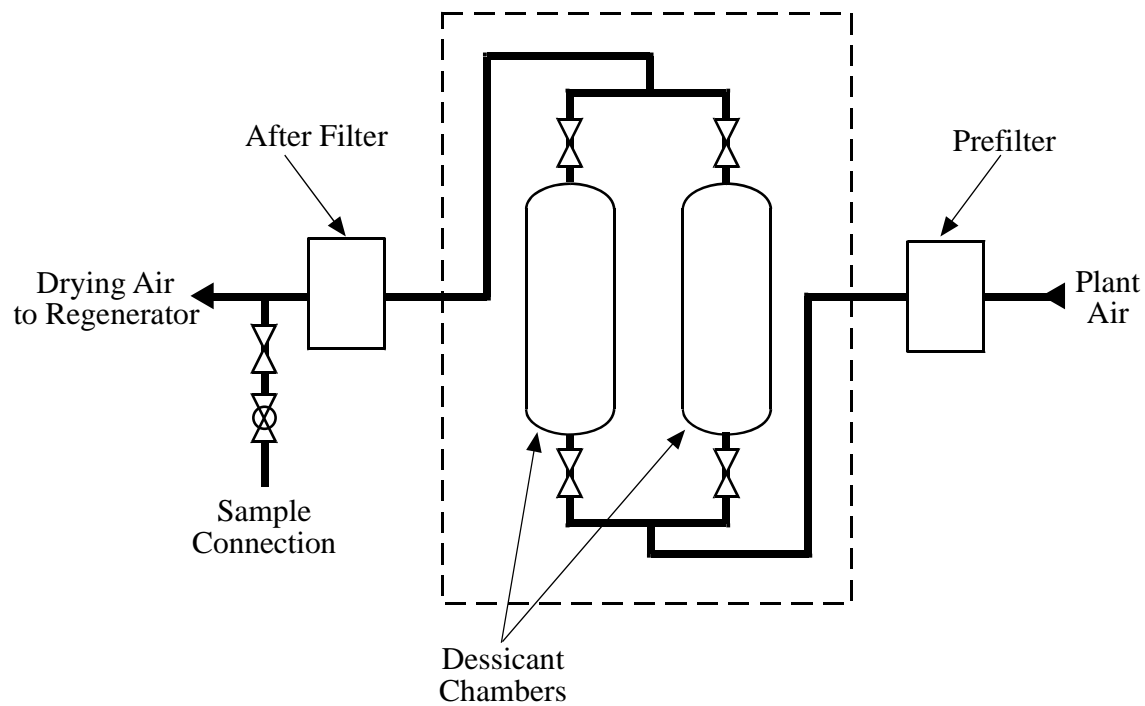 After Filter
Prefilter
Drying Air
to Regenerator
Plant
Air
Sample
Connection
Dessicant
Chambers